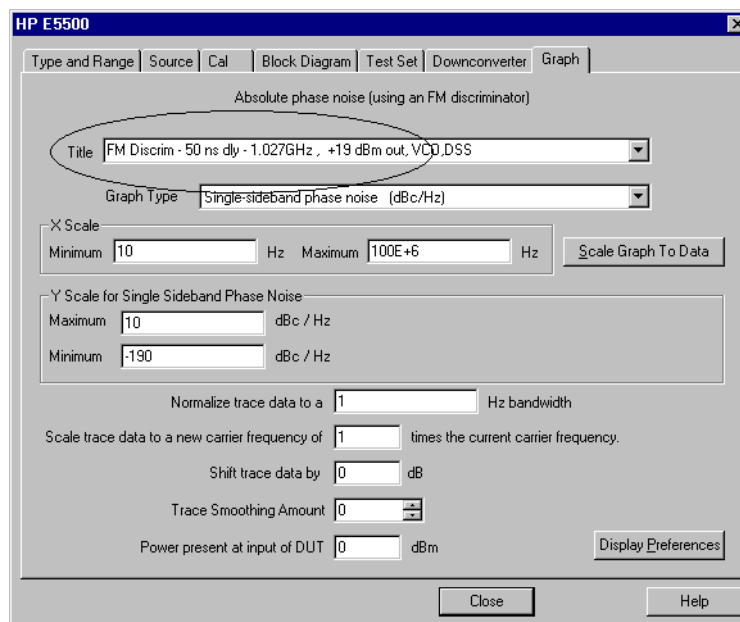 HP E5500
Type and Range Source Cal Block Diagram Test Set Downconverter Graph
Absolute phase noise (using an FM discriminator)
Title FM Discrim - 50 ns dly - 1.027GHz , +19 dBm out, VCO,DSS
Graph Type Single-sideband phase noise (dBc/Hz)
X Scale
Minimum 10 Hz Maximum 100E+6 Hz Scale Graph To Data
Y Scale for Single Sideband Phase Noise
Maximum 10 dBc / Hz
Minimum -190 dBc / Hz
Normalize trace data to a 1 Hz bandwidth
Scale trace data to a new carrier frequency of 1 times the current carrier frequency.
Shift trace data by 0 dB
Trace Smoothing Amount 0
Power present at input of DUT 0 dBm Display Preferences
Close Help